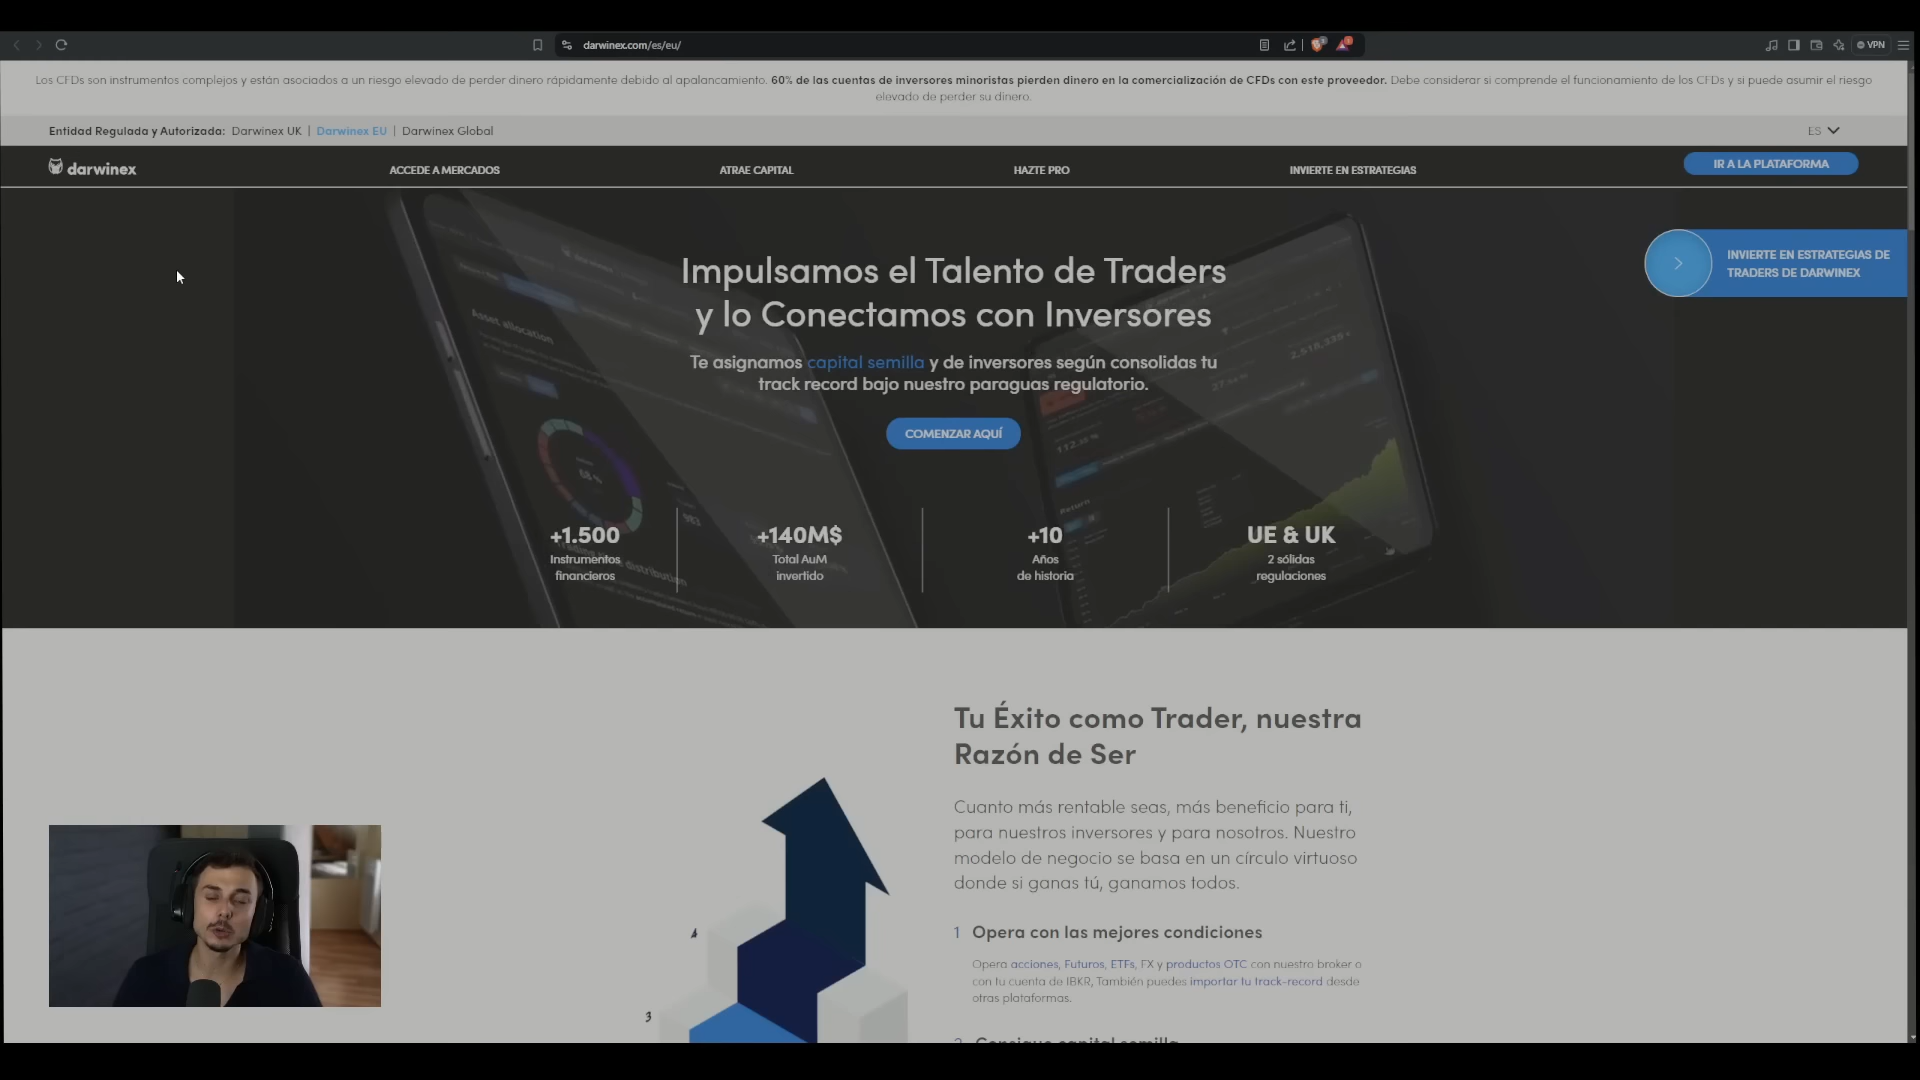 darwinex.com/es/eu/
VPN
Los CFDs son instrumentos complejos y están asociados a un riesgo elevado de perder dinero rápidamente debido al apalancamiento. 60% de las cuentas de inversores minoristas pierden dinero en la comercialización de CFDs con este proveedor. Debe considerar si comprende el funcionamiento de los CFDs y si puede asumir el riesgo
elevado de perder su dinero.
Entidad Regulada y Autorizada: Darwinex UK | Darwinex EU | Darwinex Global
ES
darwinex
ACCEDE A MERCADOS
ATRAE CAPITAL
HAZTE PRO
INVIERTE EN ESTRATEGIAS
IR A LA PLATAFORMA
INVIERTE EN ESTRATEGIAS DE
TRADERS DE DARWINEX
Impulsamos el Talento de Traders
y lo Conectamos con Inversores
Te asignamos capital semilla y de inversores según consolidas tu
track record bajo nuestro paraguas regulatorio.
COMENZAR AQUÍ
Asset allocation
Return
+1.500
Instrumentos
financieros
+140M$
Total AuM
invertido
+10
Años
de historia
UE & UK
2 sólidas
regulaciones
Tu Éxito como Trader, nuestra
Razón de Ser
Cuanto más rentable seas, más beneficio para ti,
para nuestros inversores y para nosotros. Nuestro
modelo de negocio se basa en un círculo virtuoso
donde si ganas tú, ganamos todos.
4
3
1 Opera con las mejores condiciones
Opera acciones, Futuros, ETFs, FX y productos OTC con nuestro broker o
con tu cuenta de IBKR, También puedes importar tu track-record desde
otras plataformas.
2 Consigue capital semilla